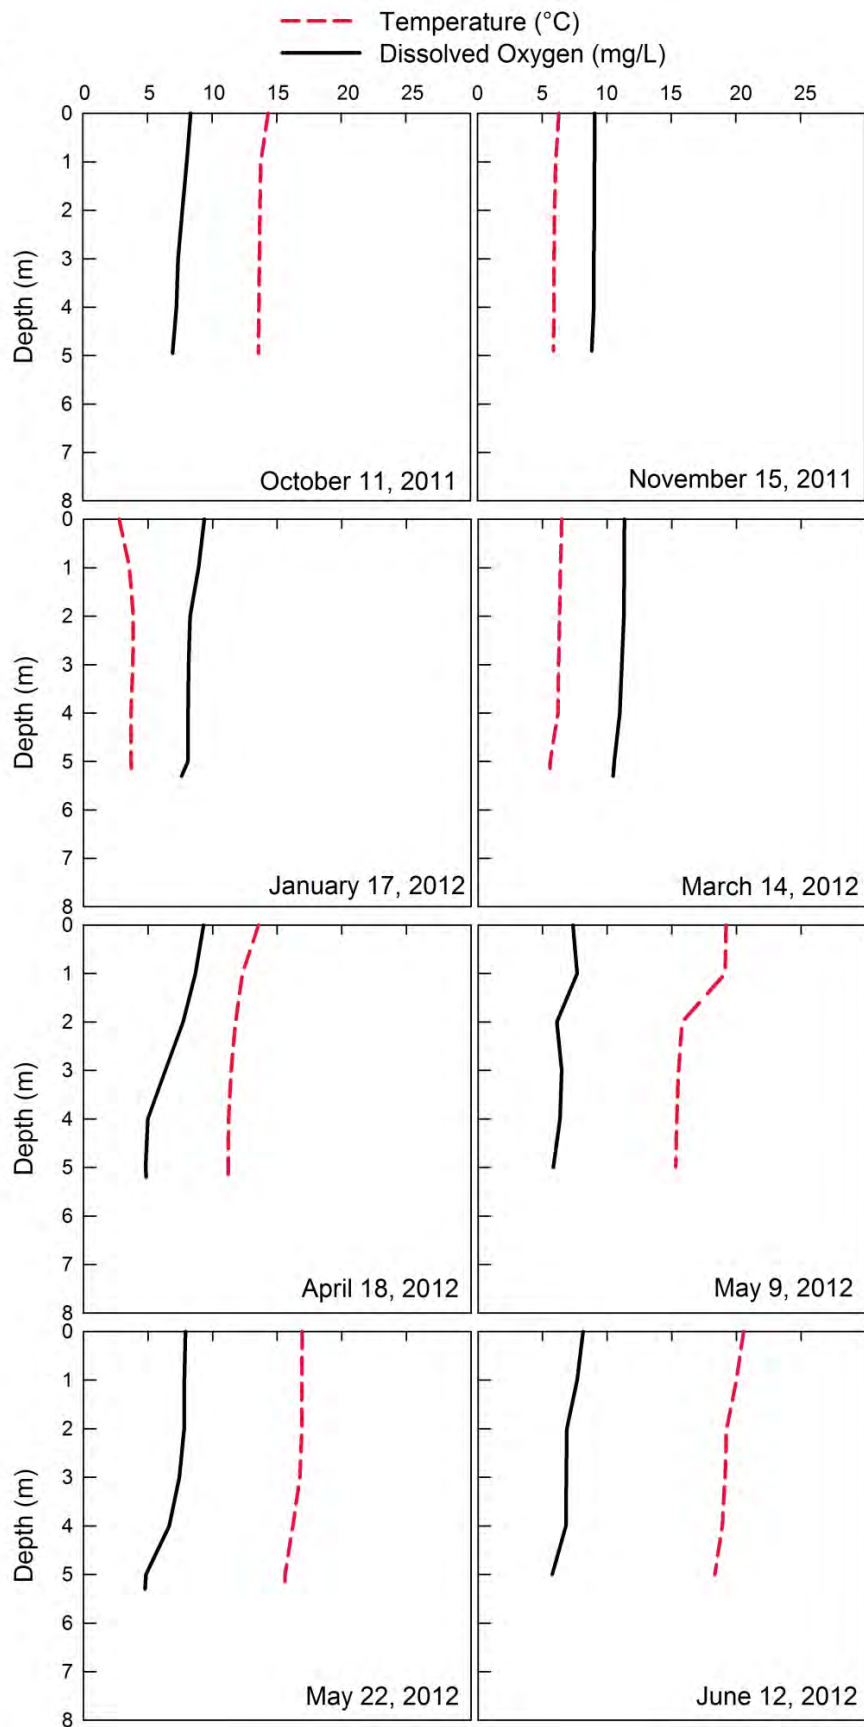 Temperature (°C)
Dissolved Oxygen (mg/L)
0 5 10 15 20 25 0 5 10 15 20 25
0
1
2
3
4
5
6
7
8
Depth (m)
October 11, 2011
November 15, 2011
0
1
2
3
4
5
6
7
8
Depth (m)
January 17, 2012
March 14, 2012
0
1
2
3
4
5
6
7
8
Depth (m)
April 18, 2012
May 9, 2012
0
1
2
3
4
5
6
7
8
Depth (m)
May 22, 2012
June 12, 2012